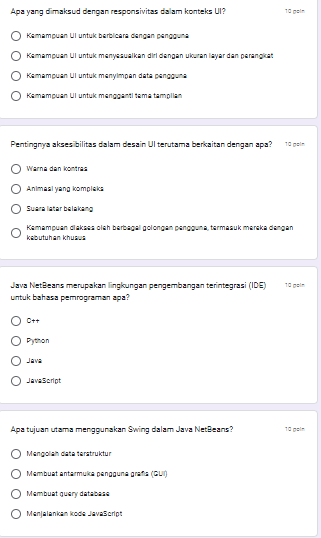 Apa yang dimaksud dengan responsivitas dalam konteks UI?
10 poin
Kemampuan UI untuk berbicara dengan pengguna
Kemampuan UI untuk menyesuaikan diri dengan ukuran layar dan perangkat
Kemampuan UI untuk menyimpan data pengguna
Kemampuan UI untuk mengganti tema tampilan
Pentingnya aksesibilitas dalam desain UI terutama berkaitan dengan apa?
10 poin
Warna dan kontras
Animasi yang kompleks
Suara latar belakang
Kemampuan diakses oleh berbagai golongan pengguna, termasuk mereka dengan
kebutuhan khusus
Java NetBeans merupakan lingkungan pengembangan terintegrasi (IDE)
10 poin
untuk bahasa pemrograman apa?
C++
Python
Java
JavaScript
Apa tujuan utama menggunakan Swing dalam Java NetBeans?
10 poin
Mengolah data terstruktur
Membuat antarmuka pengguna grafis (GUI)
Membuat query database
Menjalankan kode JavaScript